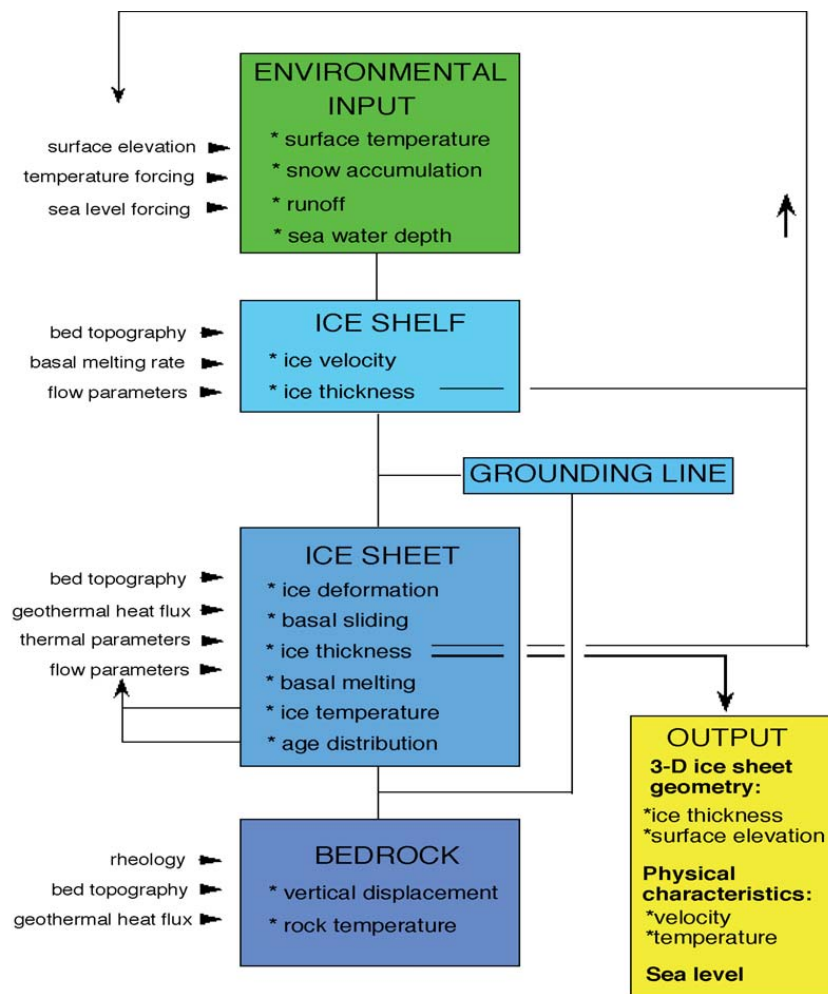 ENVIRONMENTAL
INPUT
* surface temperature
* snow accumulation
* runoff
* sea water depth
surface elevation
temperature forcing
sea level forcing
ICE SHELF
* ice velocity
* ice thickness
bed topography
basal melting rate
flow parameters
GROUNDING LINE
ICE SHEET
* ice deformation
* basal sliding
* ice thickness
* basal melting
* ice temperature
* age distribution
bed topography
geothermal heat flux
thermal parameters
flow parameters
BEDROCK
* vertical displacement
* rock temperature
rheology
bed topography
geothermal heat flux
OUTPUT
3-D ice sheet
geometry:
*ice thickness
*surface elevation
Physical
characteristics:
*velocity
*temperature
Sea level